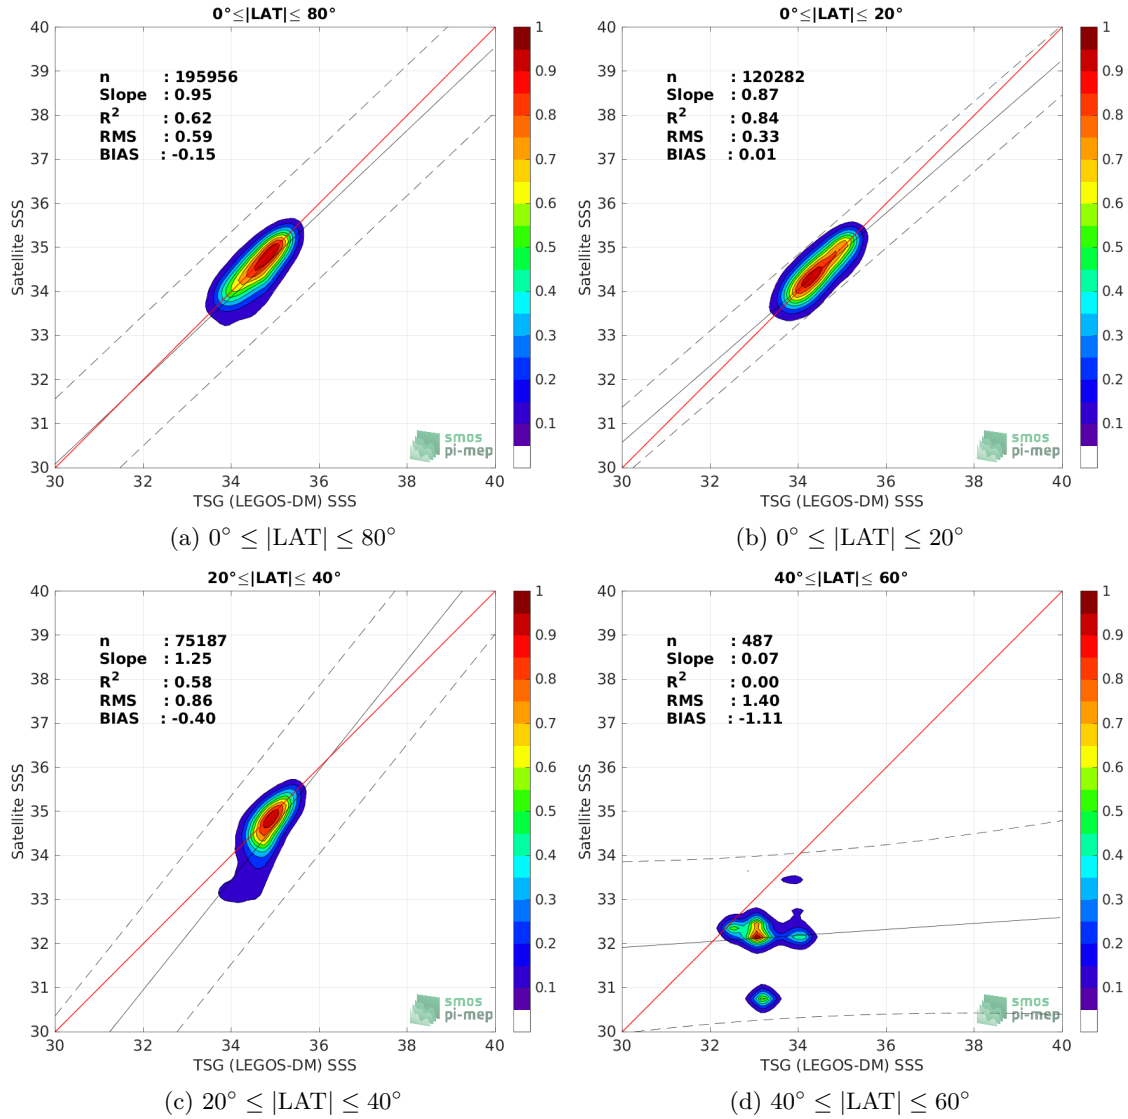 0°≤|LAT|≤ 80°
40
39
38
37
36
35
34
33
32
31
30
Satellite SSS
n : 195956
Slope : 0.95
R² : 0.62
RMS : 0.59
BIAS : -0.15
smos
pi-mep
30 32 34 36 38 40
TSG (LEGOS-DM) SSS
1
0.9
0.8
0.7
0.6
0.5
0.4
0.3
0.2
0.1
(a) 0° ≤ |LAT| ≤ 80°
0°≤|LAT|≤ 20°
40
39
38
37
36
35
34
33
32
31
30
Satellite SSS
n : 120282
Slope : 0.87
R² : 0.84
RMS : 0.33
BIAS : 0.01
smos
pi-mep
30 32 34 36 38 40
TSG (LEGOS-DM) SSS
1
0.9
0.8
0.7
0.6
0.5
0.4
0.3
0.2
0.1
(b) 0° ≤ |LAT| ≤ 20°
20°≤|LAT|≤ 40°
40
39
38
37
36
35
34
33
32
31
30
Satellite SSS
n : 75187
Slope : 1.25
R² : 0.58
RMS : 0.86
BIAS : -0.40
smos
pi-mep
30 32 34 36 38 40
TSG (LEGOS-DM) SSS
1
0.9
0.8
0.7
0.6
0.5
0.4
0.3
0.2
0.1
(c) 20° ≤ |LAT| ≤ 40°
40°≤|LAT|≤ 60°
40
39
38
37
36
35
34
33
32
31
30
Satellite SSS
n : 487
Slope : 0.07
R² : 0.00
RMS : 1.40
BIAS : -1.11
smos
pi-mep
30 32 34 36 38 40
TSG (LEGOS-DM) SSS
1
0.9
0.8
0.7
0.6
0.5
0.4
0.3
0.2
0.1
(d) 40° ≤ |LAT| ≤ 60°